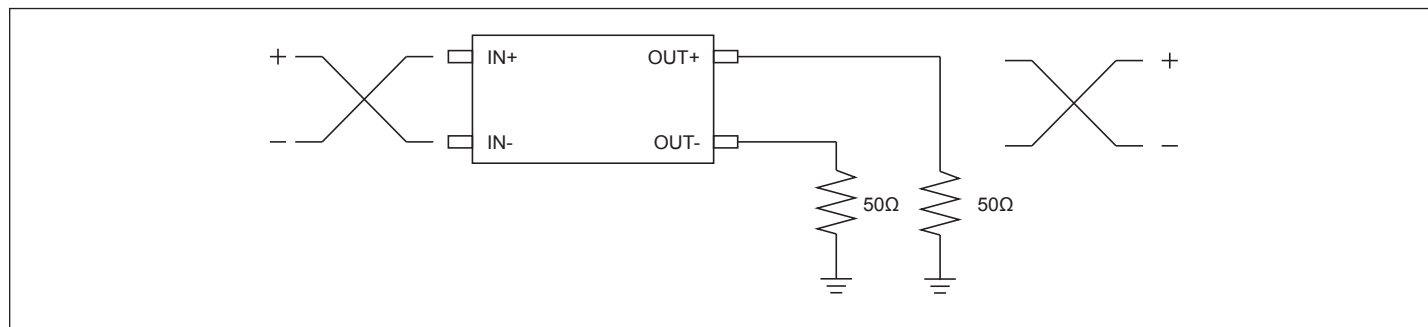 + IN+ OUT+ +
− IN- OUT- −
50Ω 50Ω